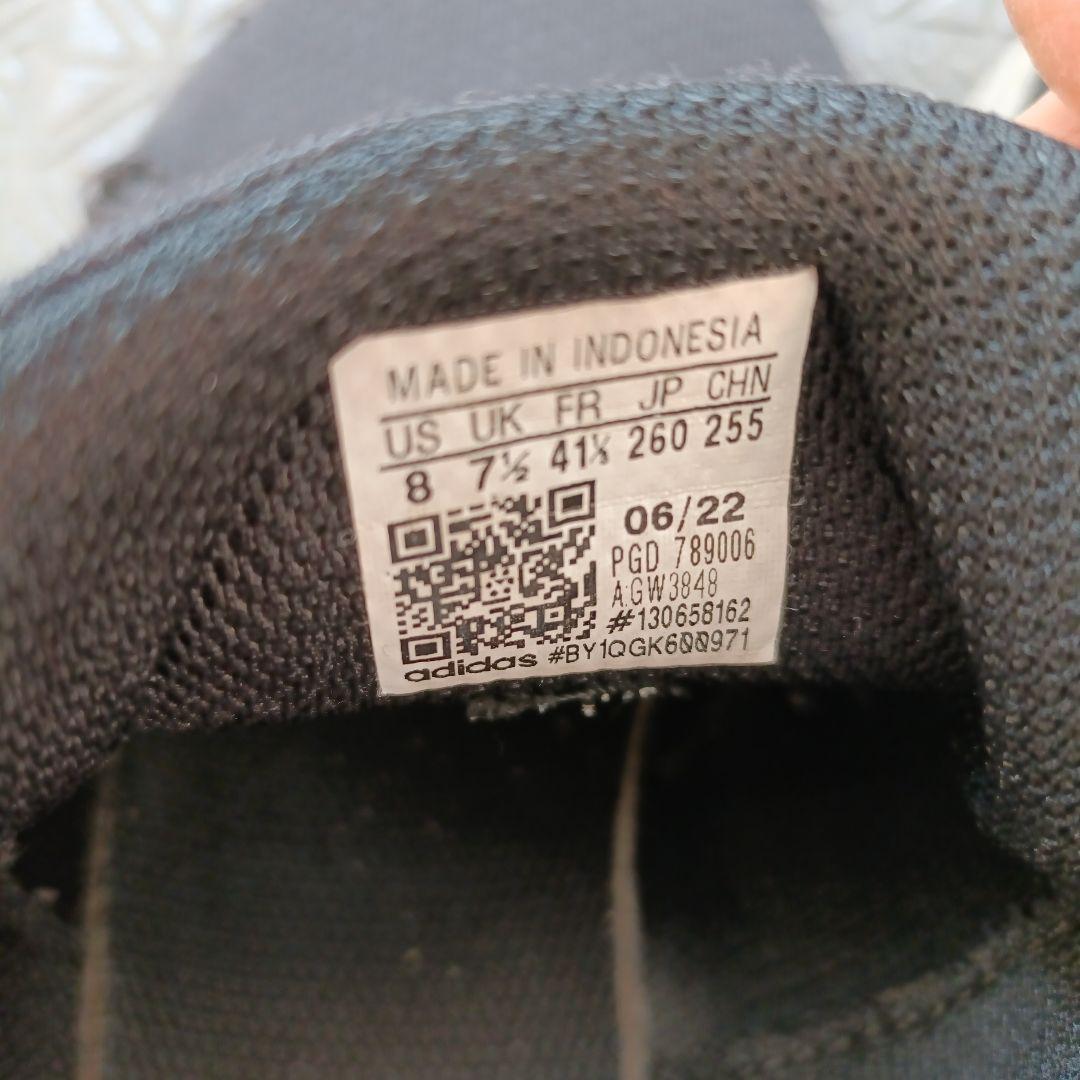 MADE IN INDONESIA
US UK FR JP CHN
8 7½ 41⅓ 260 255
06/22
PGD 789006
A:GW3848
#130658162
adidas #BY1QGK600971